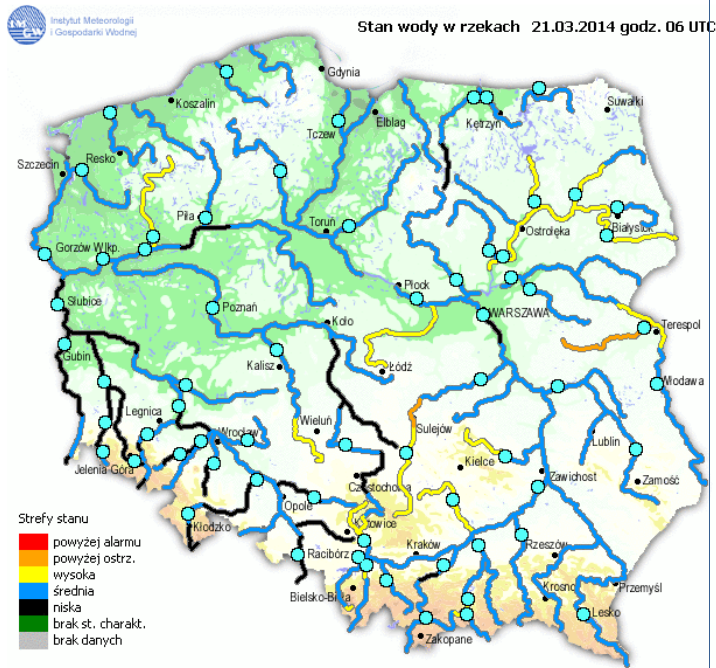 Instytut Meteorologii
i Gospodarki Wodnej
Stan wody w rzekach 21.03.2014 godz. 06 UTC
Gdynia
Koszalin
Suwałki
Tczew
Elbląg
Kętrzyn
Szczecin
Resko
Piła
Toruń
Ostrołęka
Białystok
Gorzów Wlkp.
Płock
Słubice
Poznań
Koło
WARSZAWA
Terespol
Gubin
Kalisz
Łódź
Włodawa
Legnica
Wrocław
Wieluń
Sulejów
Lublin
Jelenia Góra
Kielce
Zawichost
Zamość
Częstochowa
Opole
Kłodzko
Katowice
Racibórz
Kraków
Rzeszów
Bielsko-Biała
Krosno
Przemyśl
Lesko
Zakopane
Strefy stanu
powyżej alarmu
powyżej ostrz.
wysoka
średnia
niska
brak st. charakt.
brak danych